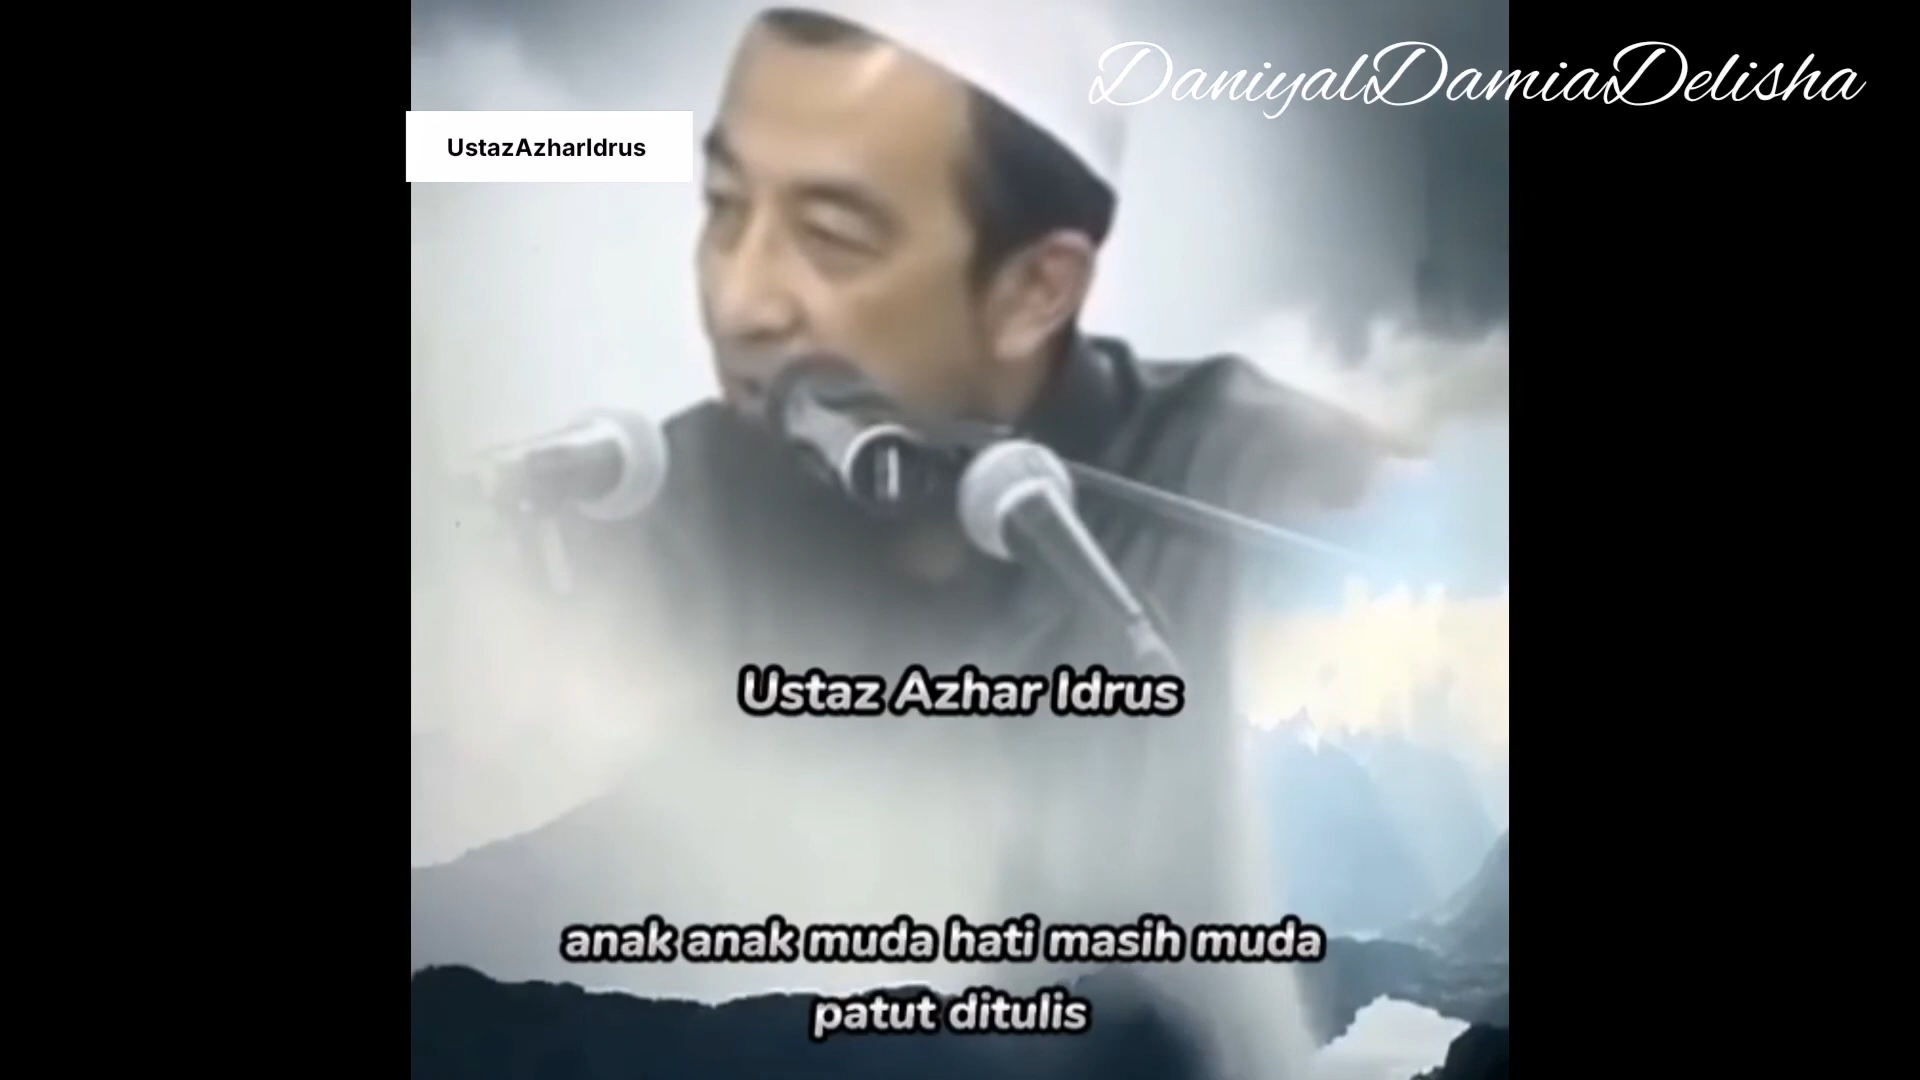 DaniyalDamiaDelisha
UstazAzharIdrus
Ustaz Azhar Idrus
anak anak muda hati masih muda
patut ditulis